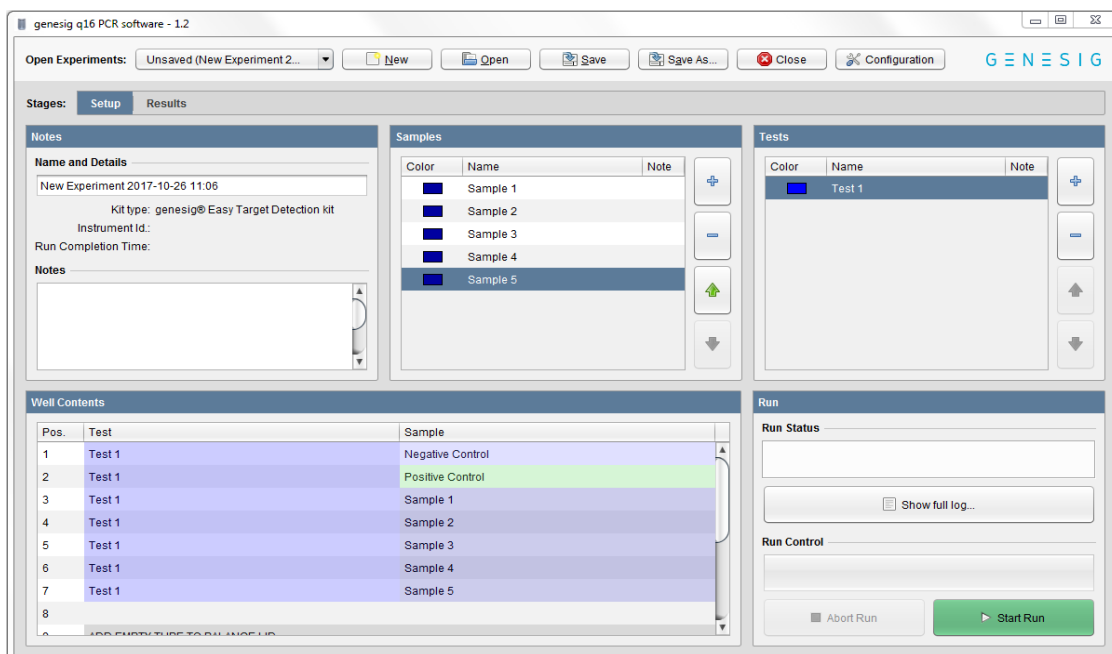 genesig q16 PCR software - 1.2
Open Experiments: Unsaved (New Experiment 2... New Open Save Save As... Close Configuration GENESIG
Stages: Setup Results
Notes
Name and Details
New Experiment 2017-10-26 11:06
Kit type: genesig® Easy Target Detection kit
Instrument Id.:
Run Completion Time:
Notes
Samples
Color Name Note
Sample 1
Sample 2
Sample 3
Sample 4
Sample 5
Tests
Color Name Note
Test 1
Well Contents
Pos. Test Sample
1 Test 1 Negative Control
2 Test 1 Positive Control
3 Test 1 Sample 1
4 Test 1 Sample 2
5 Test 1 Sample 3
6 Test 1 Sample 4
7 Test 1 Sample 5
8
ADD EMPTY TUBE TO BALANCE LID
Run
Run Status
Show full log...
Run Control
Abort Run Start Run